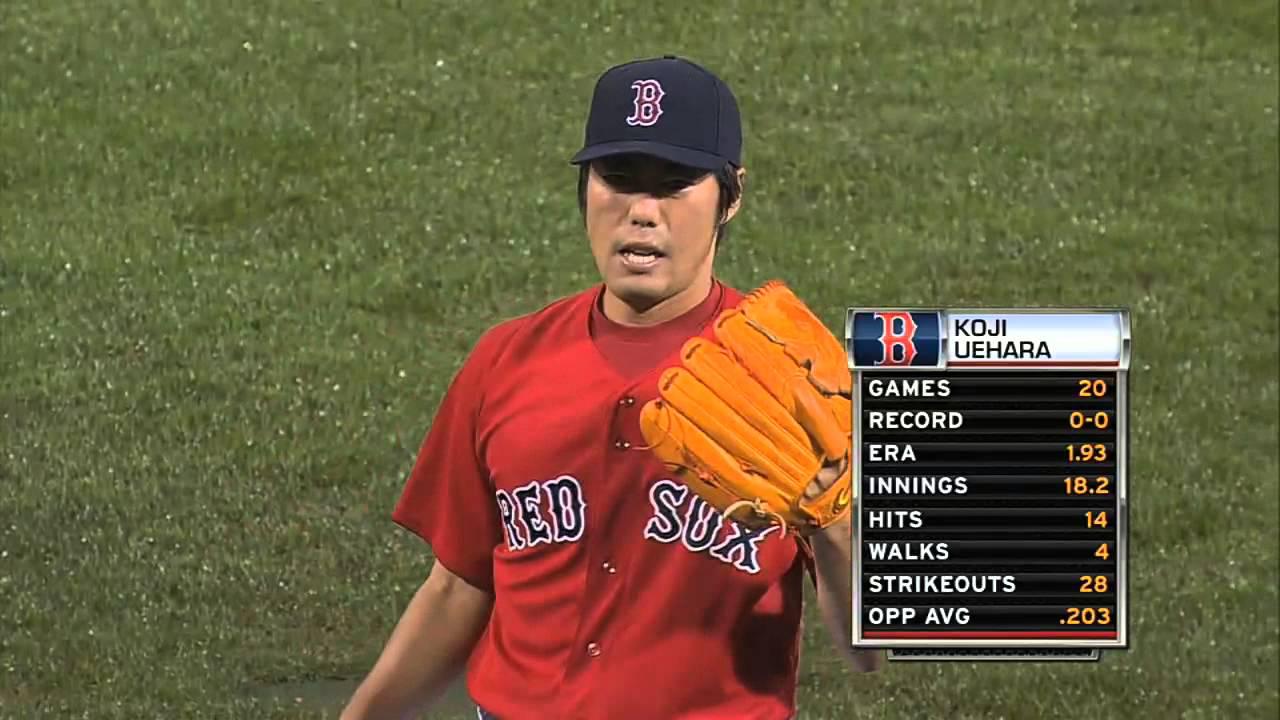 B
RED SOX
B
KOJI
UEHARA
GAMES 20
RECORD 0-0
ERA 1.93
INNINGS 18.2
HITS 14
WALKS 4
STRIKEOUTS 28
OPP AVG .203